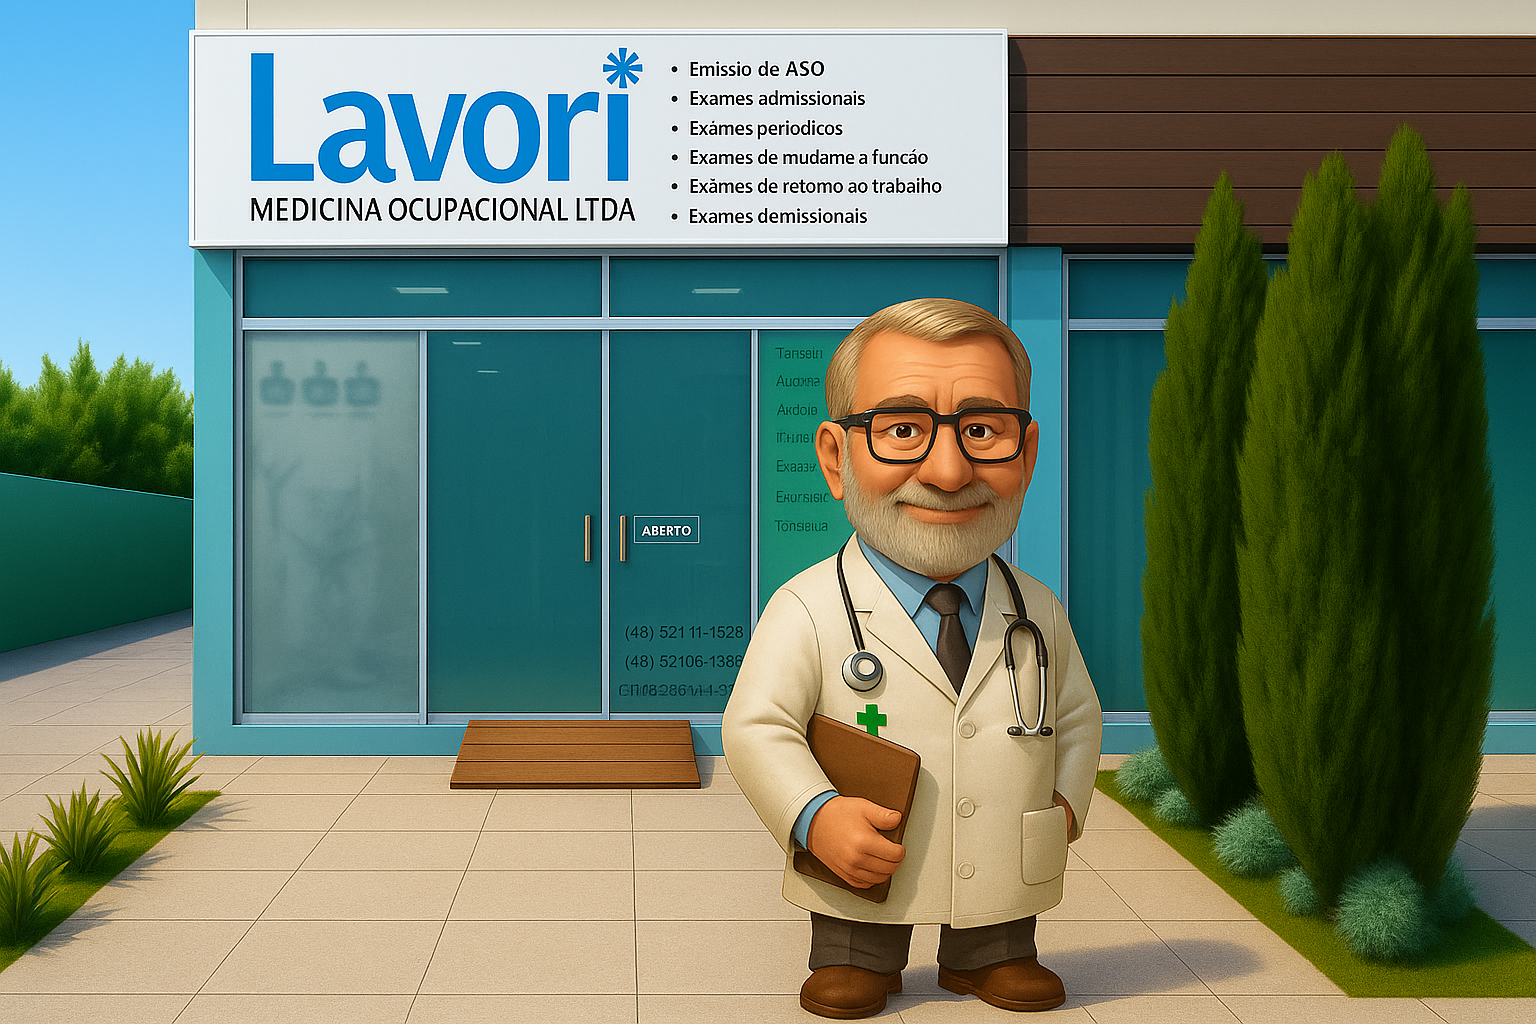 Lavori
MEDICINA OCUPACIONAL LTDA
• Emissio de ASO
• Exames admissionais
• Exámes periodicos
• Exames de mudame a funcáo
• Exămes de retomo ao trabaiho
• Exames demissionais
ABERTO
(48) 521 11-1528
(48) 52106-1386